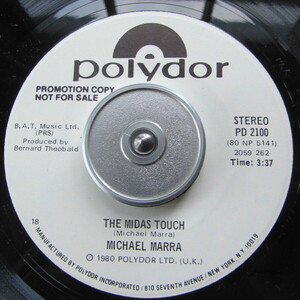 polydor
PROMOTION COPY
NOT FOR SALE
B.A.T. Music Ltd.
(PRS)
Produced by
Bernard Theobald
STEREO
PD 2100
(80 NP 5141)
2059 262
Time: 3:37
18
THE MIDAS TOUCH
(Michael Marra)
MICHAEL MARRA
℗ 1980 POLYDOR LTD. (U.K.)
MANUFACTURED BY POLYDOR INCORPORATED / 810 SEVENTH AVENUE / NEW YORK, N.Y. 10019